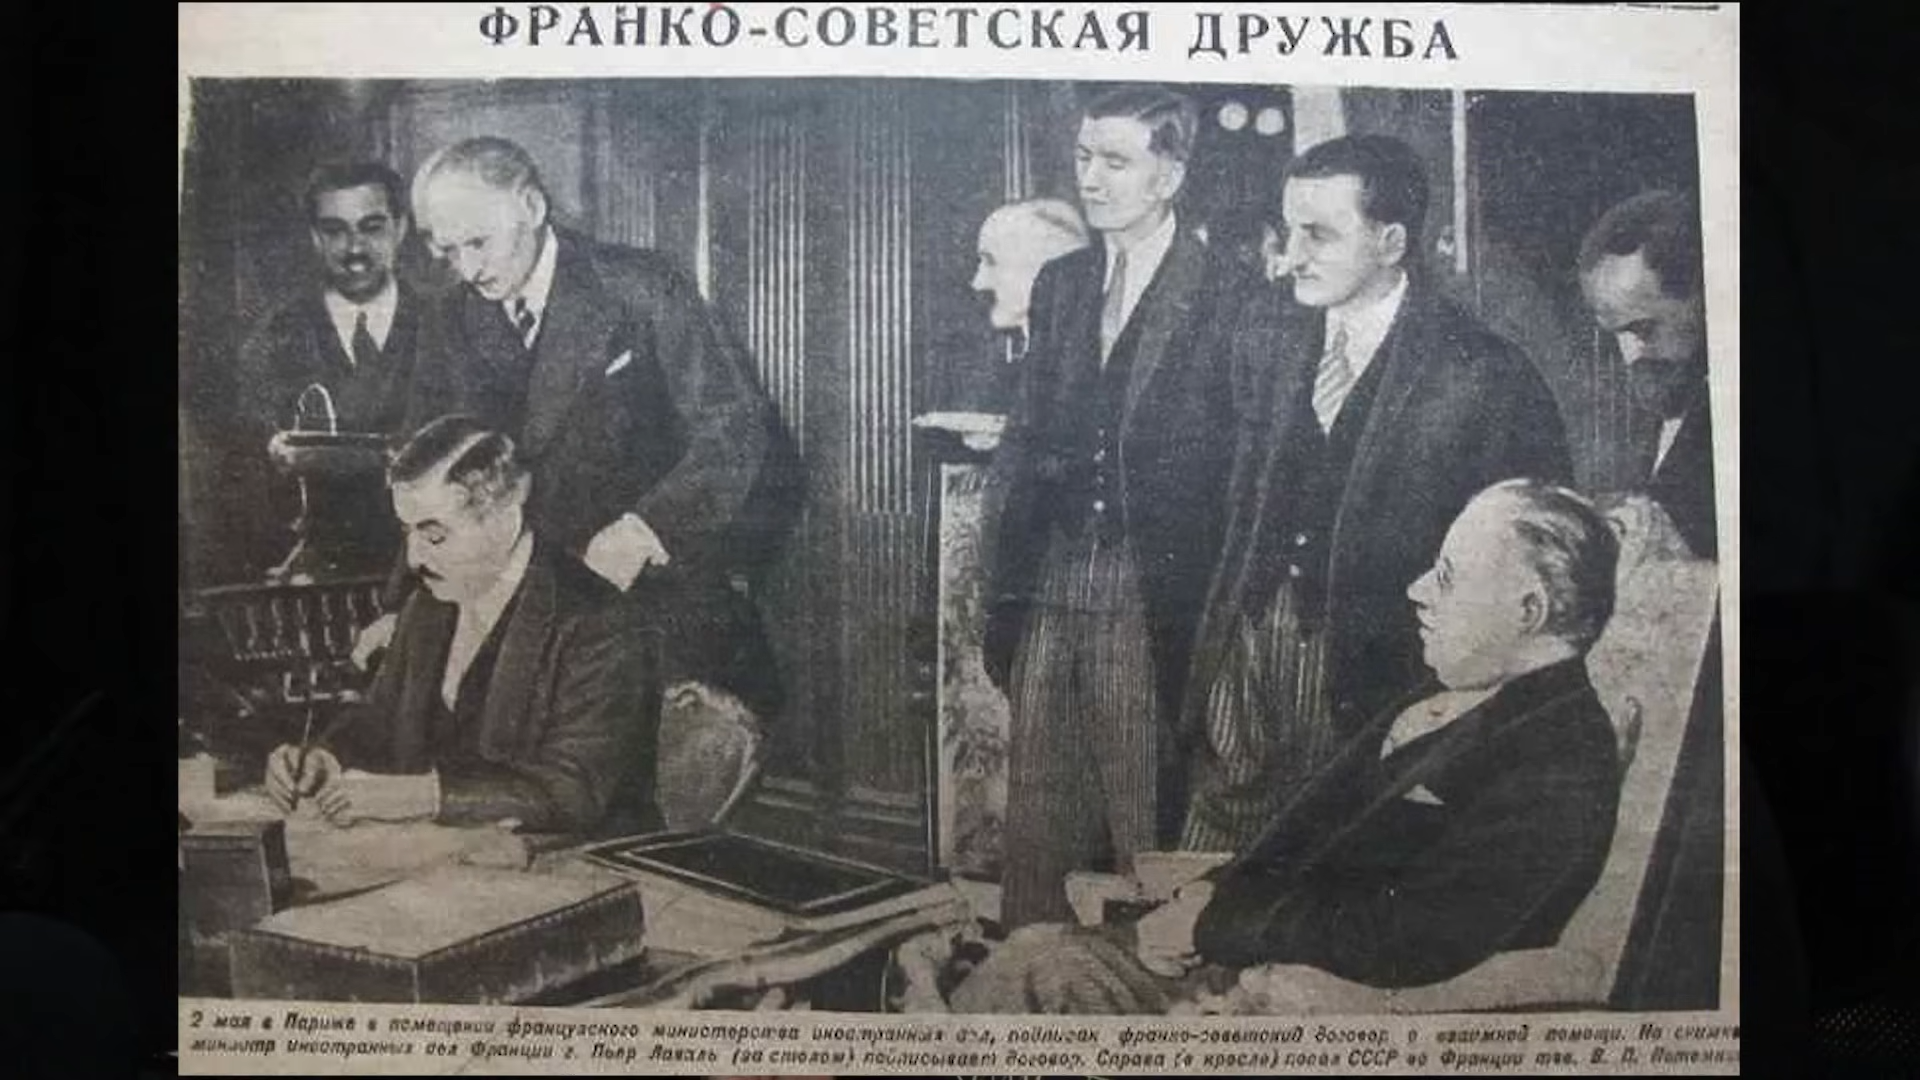 ФРАНКО-СОВЕТСКАЯ ДРУЖБА
2 мая в Париже в помещении французского министерства иностранных дел, подписан франко-советский договор о взаимной помощи. На снимке
министр иностранных дел Франции г. Пьер Лаваль (за столом) подписывает договор. Справа (в кресле) полпред СССР во Франции тов. В. П. Потемкин